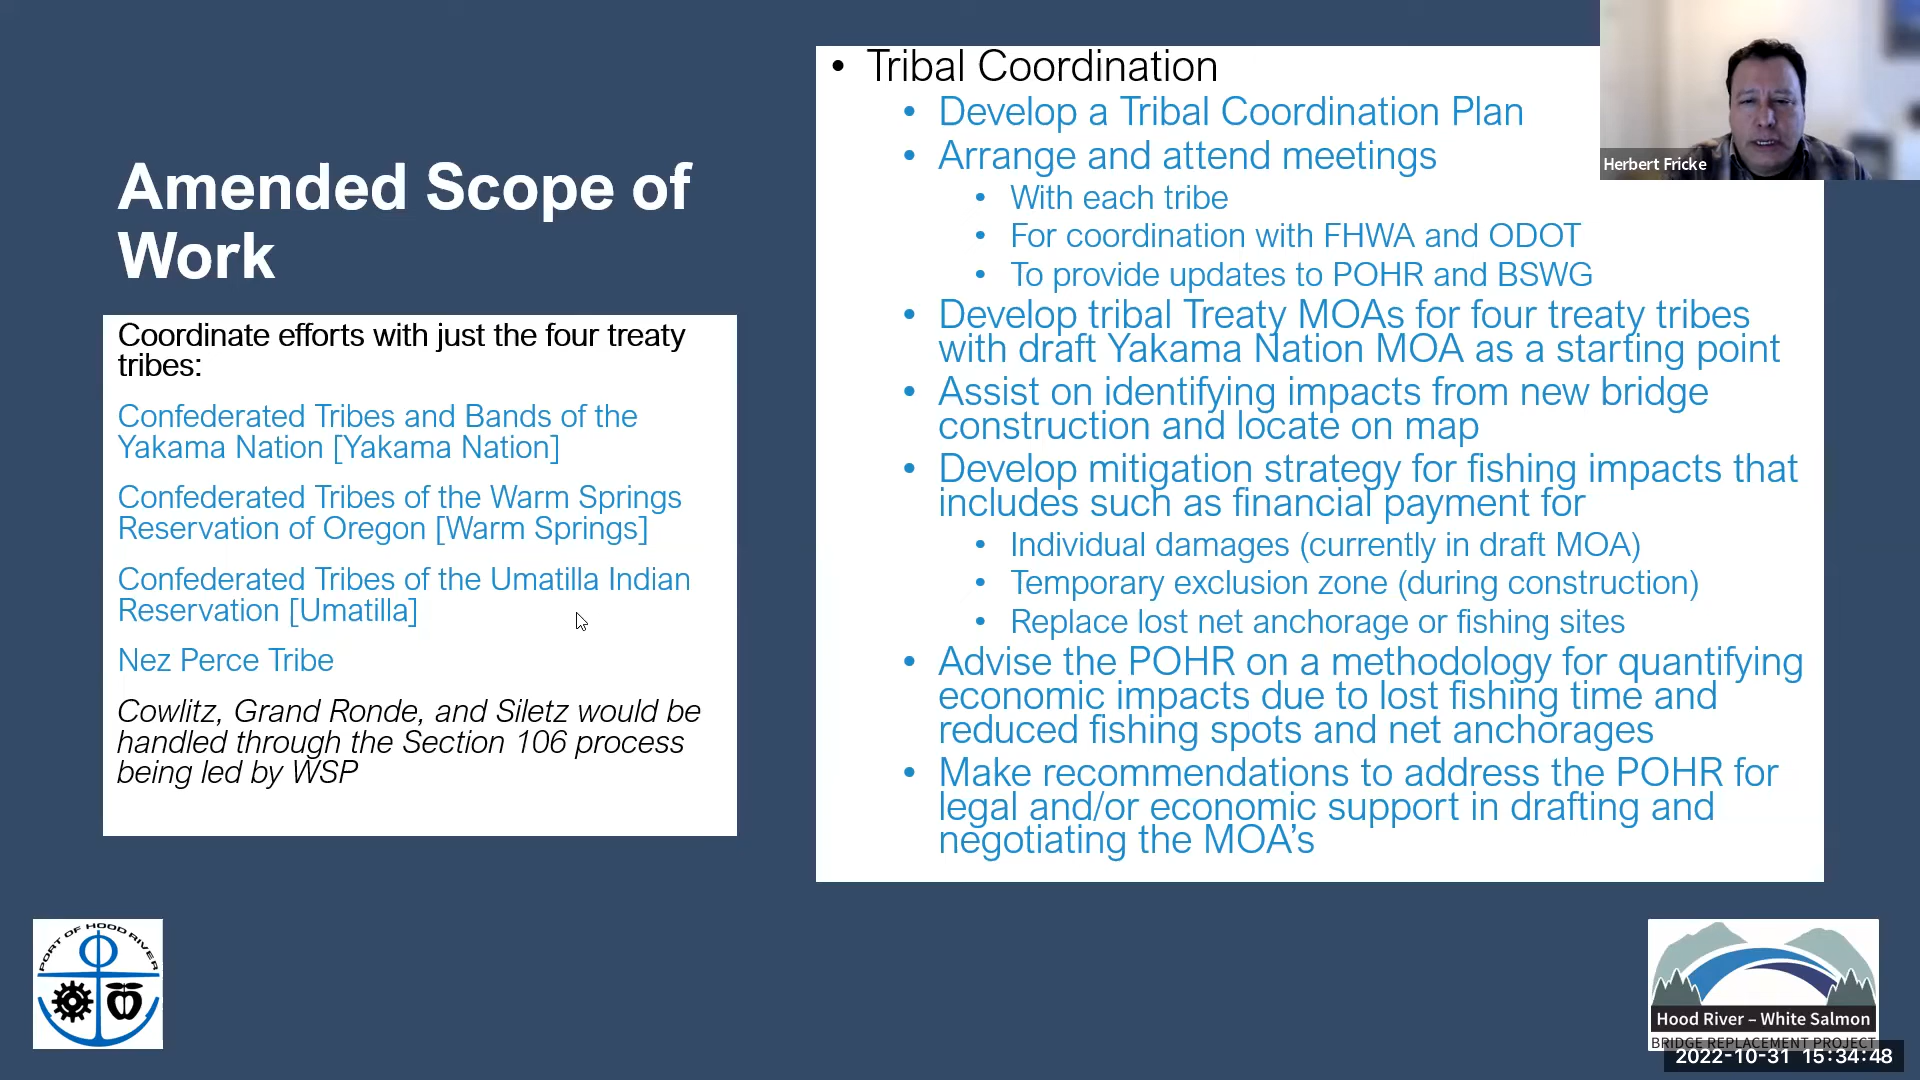 Amended Scope of
Work
Coordinate efforts with just the four treaty
tribes:
Confederated Tribes and Bands of the
Yakama Nation [Yakama Nation]
Confederated Tribes of the Warm Springs
Reservation of Oregon [Warm Springs]
Confederated Tribes of the Umatilla Indian
Reservation [Umatilla]
Nez Perce Tribe
Cowlitz, Grand Ronde, and Siletz would be
handled through the Section 106 process
being led by WSP
• Tribal Coordination
• Develop a Tribal Coordination Plan
• Arrange and attend meetings
• With each tribe
• For coordination with FHWA and ODOT
• To provide updates to POHR and BSWG
• Develop tribal Treaty MOAs for four treaty tribes
with draft Yakama Nation MOA as a starting point
• Assist on identifying impacts from new bridge
construction and locate on map
• Develop mitigation strategy for fishing impacts that
includes such as financial payment for
• Individual damages (currently in draft MOA)
• Temporary exclusion zone (during construction)
• Replace lost net anchorage or fishing sites
• Advise the POHR on a methodology for quantifying
economic impacts due to lost fishing time and
reduced fishing spots and net anchorages
• Make recommendations to address the POHR for
legal and/or economic support in drafting and
negotiating the MOA’s
Herbert Fricke
PORT OF HOOD RIVER
Hood River – White Salmon
BRIDGE REPLACEMENT PROJECT
2022-10-31 15:34:48